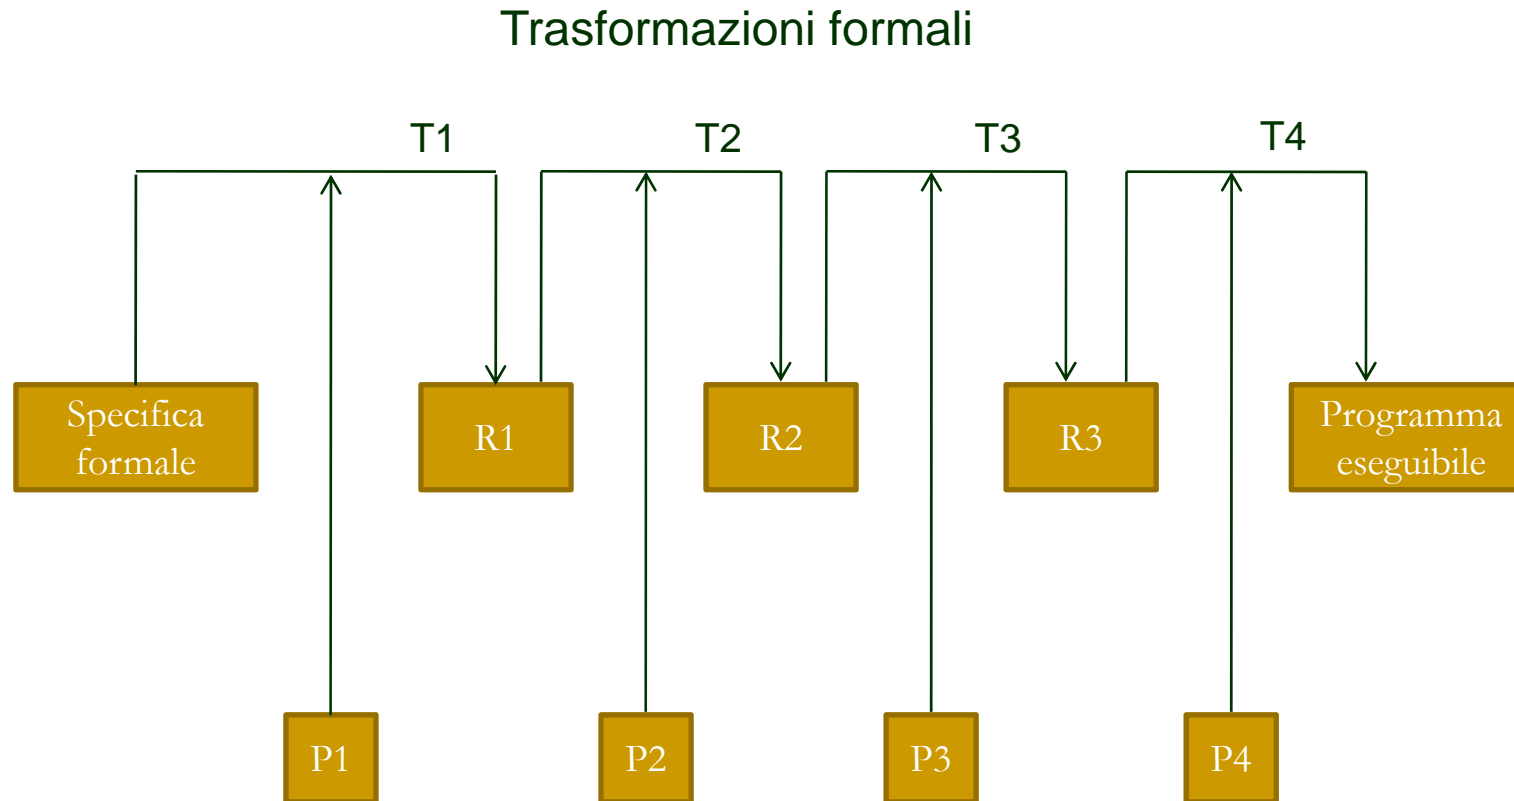 Trasformazioni formali
T1
T2
T3
T4
Specifica
formale
R1
R2
R3
Programma
eseguibile
P1
P2
P3
P4